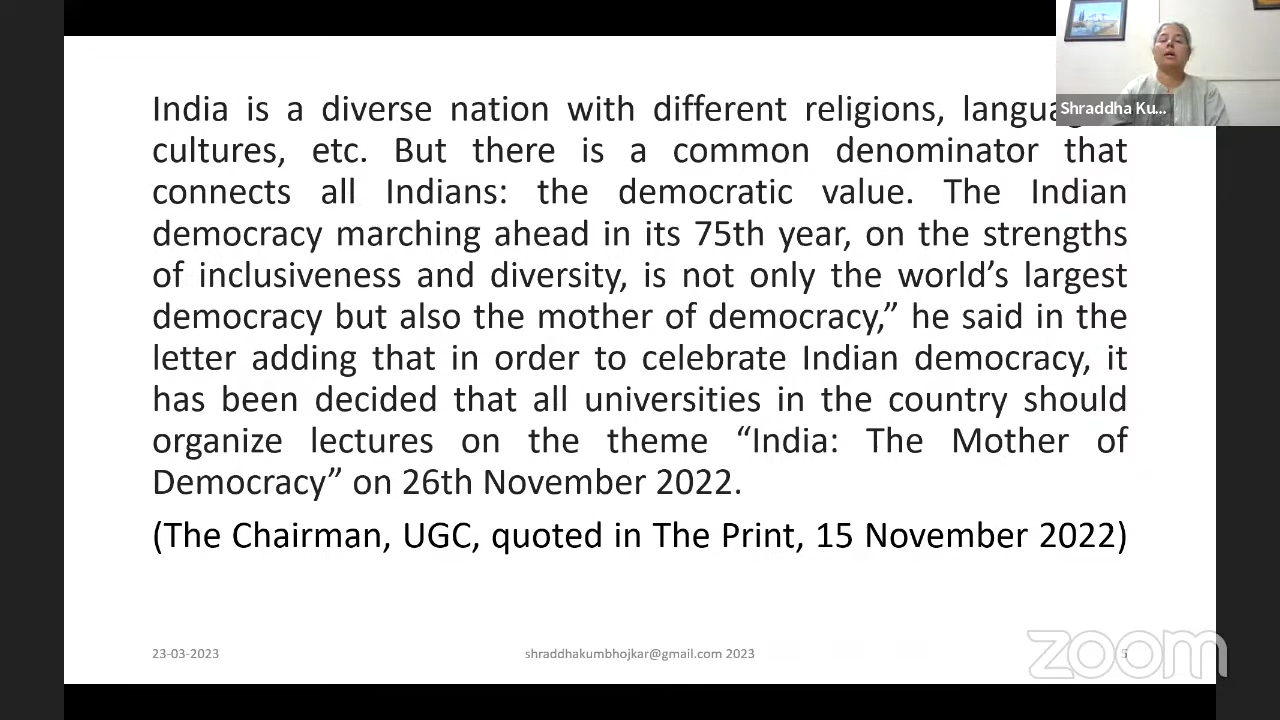 India is a diverse nation with different religions,
cultures, etc. But there is a common denominator that
connects all Indians: the democratic value. The Indian
democracy marching ahead in its 75th year, on the strengths
of inclusiveness and diversity, is not only the world’s largest
democracy but also the mother of democracy,” he said in the
letter adding that in order to celebrate Indian democracy, it
has been decided that all universities in the country should
organize lectures on the theme “India: The Mother of
Democracy” on 26th November 2022.
(The Chairman, UGC, quoted in The Print, 15 November 2022)
Shraddha Ku...
23-03-2023
shraddhakumbhojkar@gmail.com 2023
5
zoom